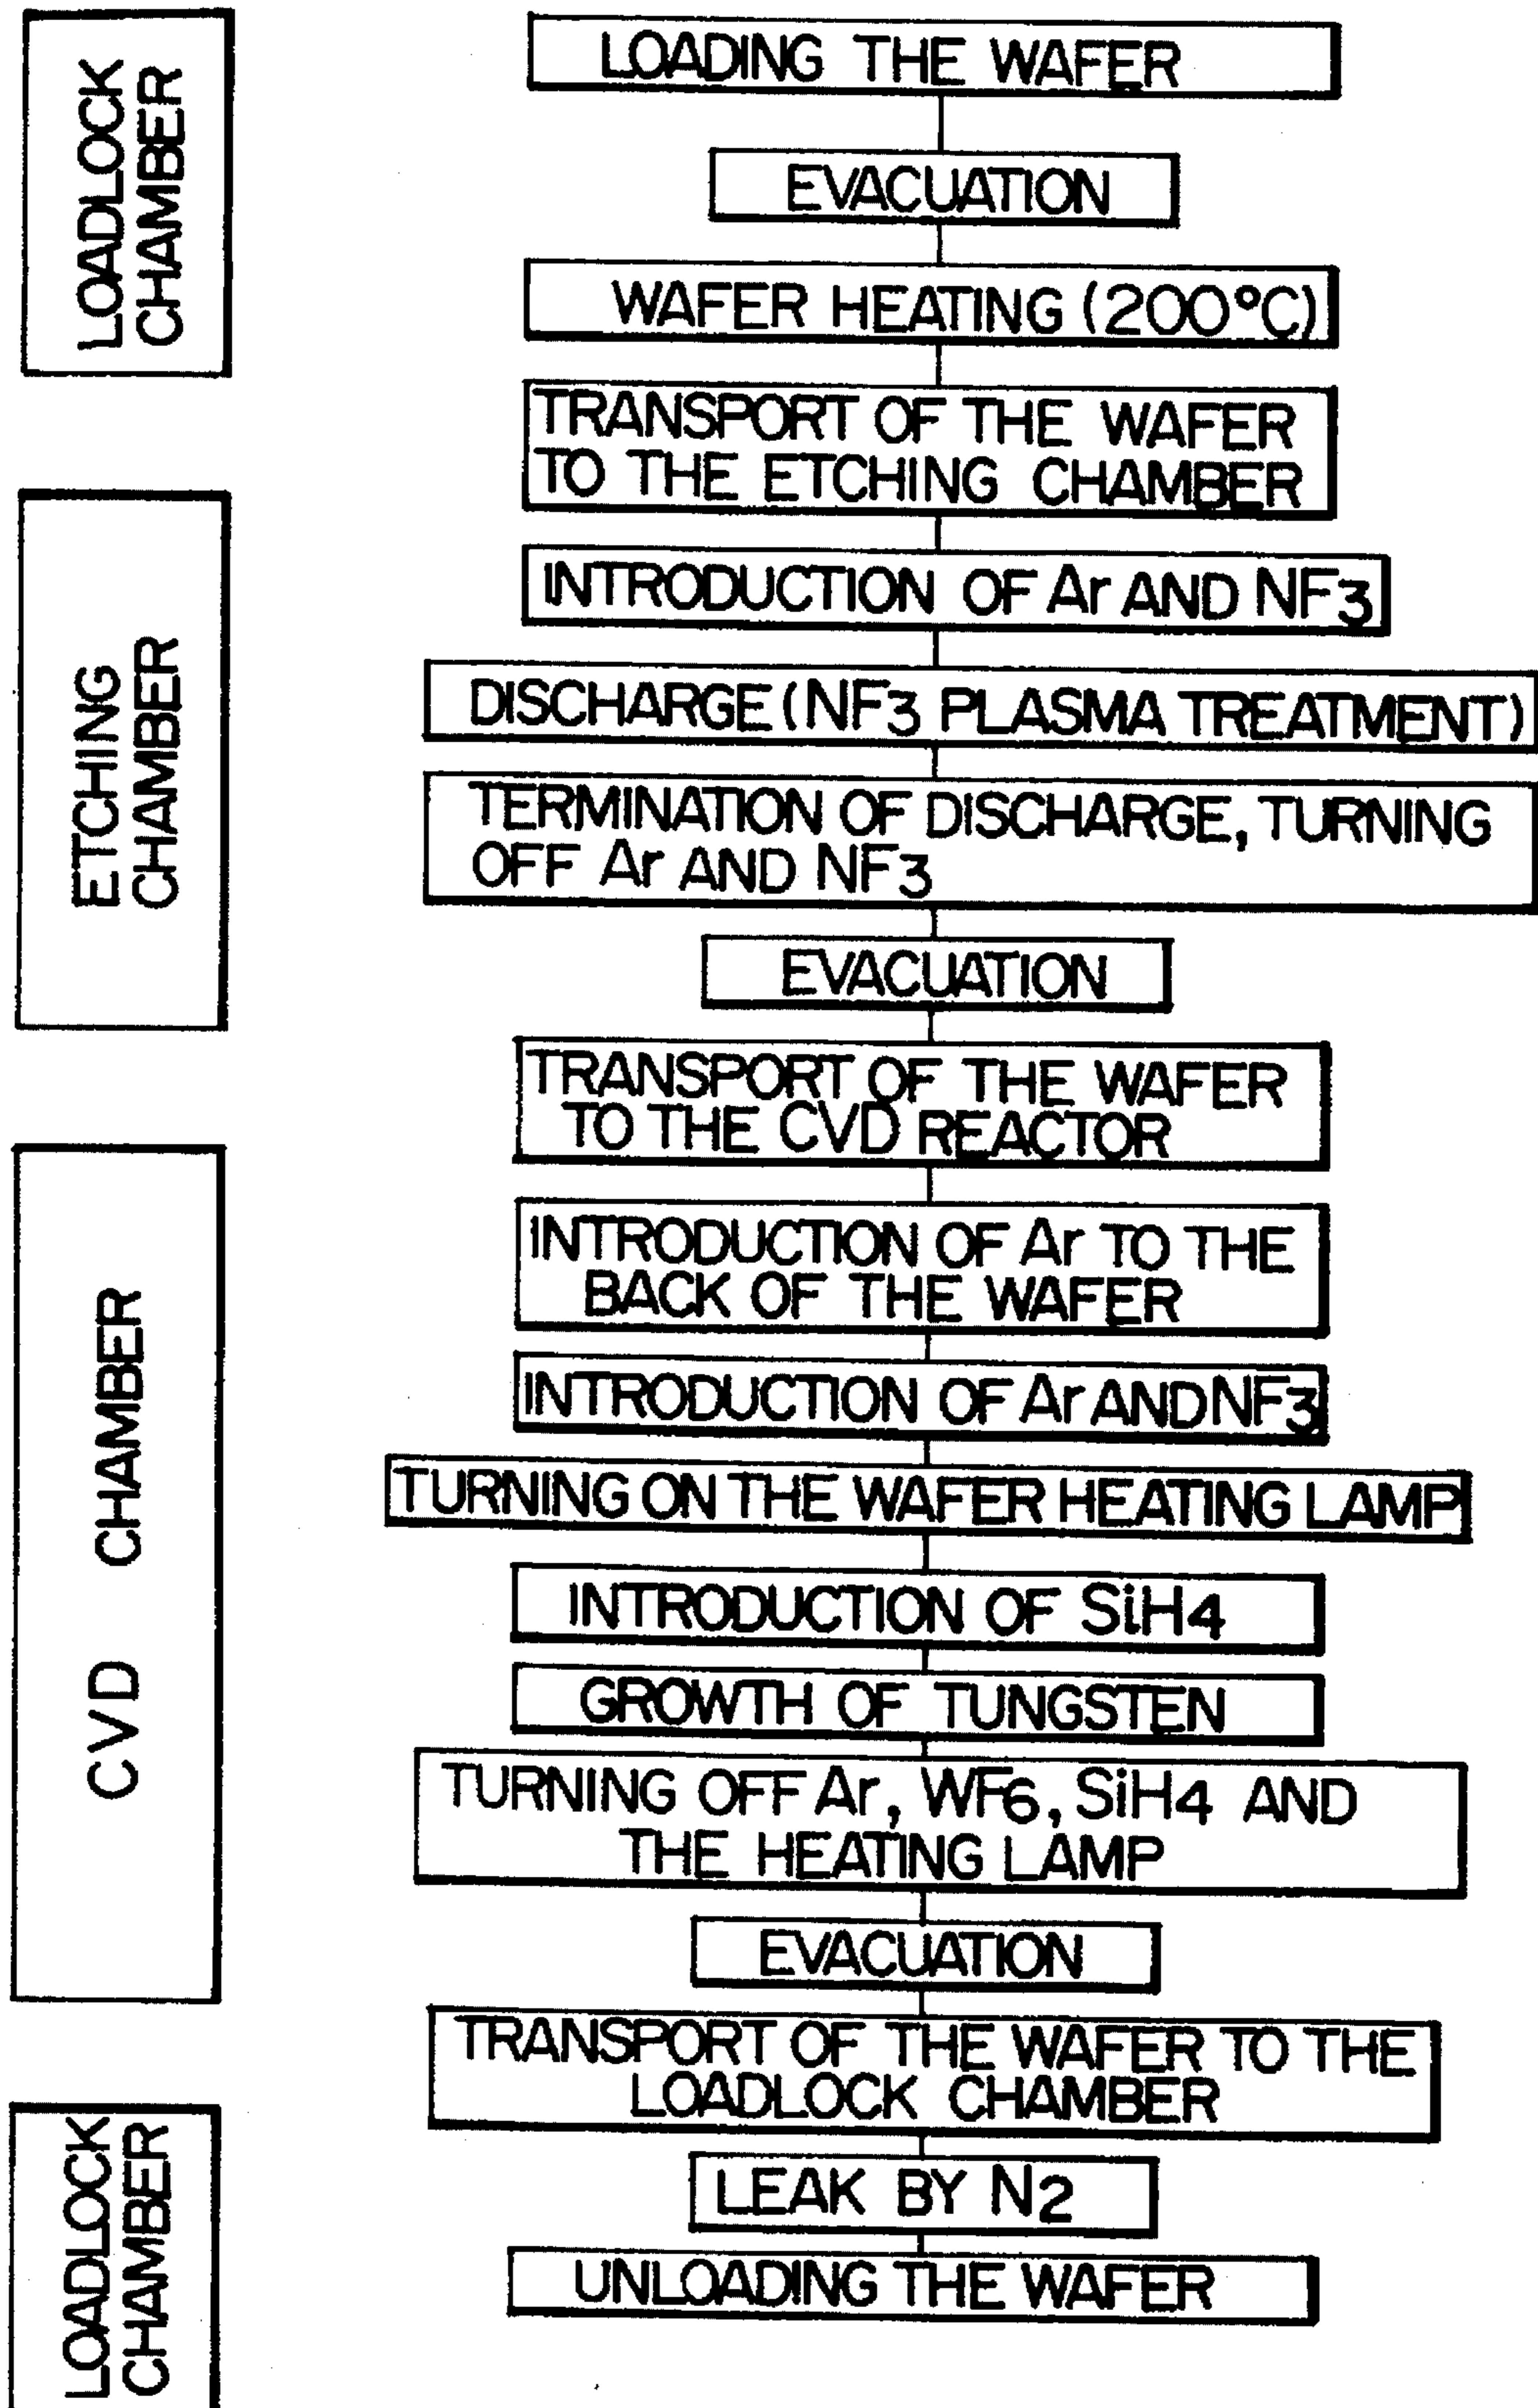 LOADLOCK
CHAMBER
LOADING THE WAFER
EVACUATION
WAFER HEATING (200°C)
TRANSPORT OF THE WAFER
TO THE ETCHING CHAMBER
ETCHING
CHAMBER
INTRODUCTION OF Ar AND NF3
DISCHARGE (NF3 PLASMA TREATMENT)
TERMINATION OF DISCHARGE, TURNING
OFF Ar AND NF3
EVACUATION
TRANSPORT OF THE WAFER
TO THE CVD REACTOR
CVD CHAMBER
INTRODUCTION OF Ar TO THE
BACK OF THE WAFER
INTRODUCTION OF Ar AND NF3
TURNING ON THE WAFER HEATING LAMP
INTRODUCTION OF SiH4
GROWTH OF TUNGSTEN
TURNING OFF Ar, WF6, SiH4 AND
THE HEATING LAMP
EVACUATION
TRANSPORT OF THE WAFER TO THE
LOADLOCK CHAMBER
LOADLOCK
CHAMBER
LEAK BY N2
UNLOADING THE WAFER